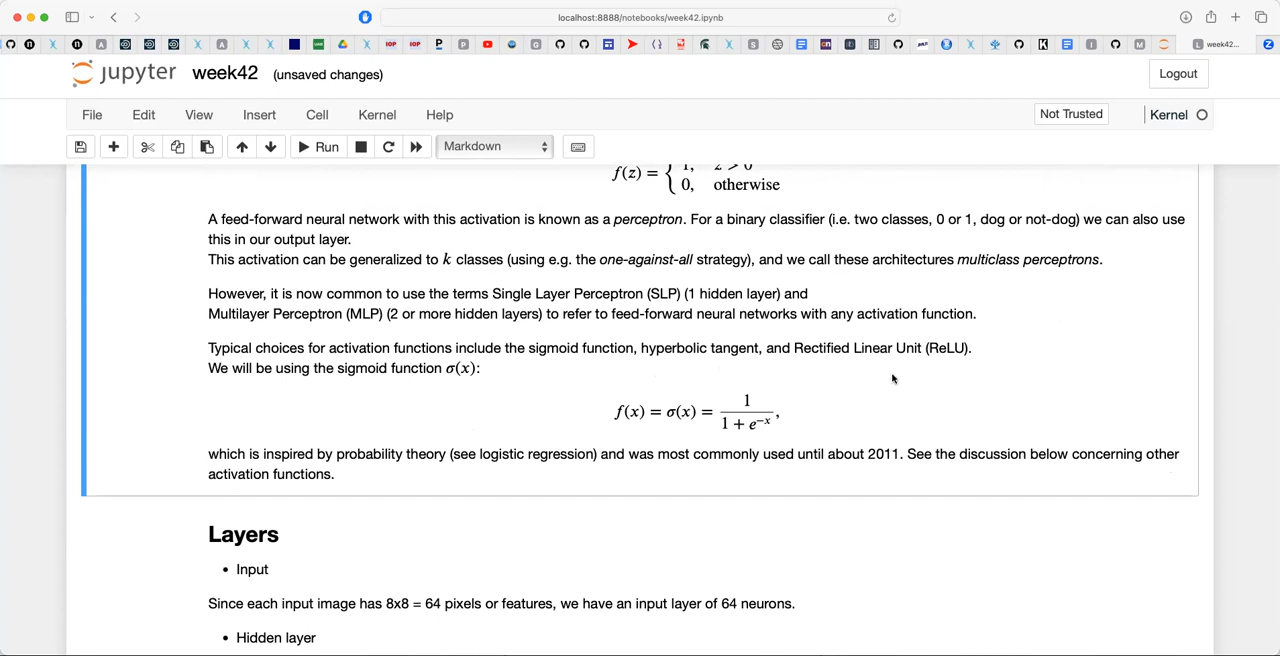 localhost:8888/notebooks/week42.ipynb
week42...
jupyter week42 (unsaved changes)
Logout
File Edit View Insert Cell Kernel Help
Not Trusted
Kernel
Run
Markdown
f(z) = { 1, z > 0
0, otherwise
A feed-forward neural network with this activation is known as a perceptron. For a binary classifier (i.e. two classes, 0 or 1, dog or not-dog) we can also use
this in our output layer.
This activation can be generalized to k classes (using e.g. the one-against-all strategy), and we call these architectures multiclass perceptrons.
However, it is now common to use the terms Single Layer Perceptron (SLP) (1 hidden layer) and
Multilayer Perceptron (MLP) (2 or more hidden layers) to refer to feed-forward neural networks with any activation function.
Typical choices for activation functions include the sigmoid function, hyperbolic tangent, and Rectified Linear Unit (ReLU).
We will be using the sigmoid function σ(x):
f(x) = σ(x) = 1 / (1 + e^{-x}),
which is inspired by probability theory (see logistic regression) and was most commonly used until about 2011. See the discussion below concerning other
activation functions.
Layers
• Input
Since each input image has 8x8 = 64 pixels or features, we have an input layer of 64 neurons.
• Hidden layer